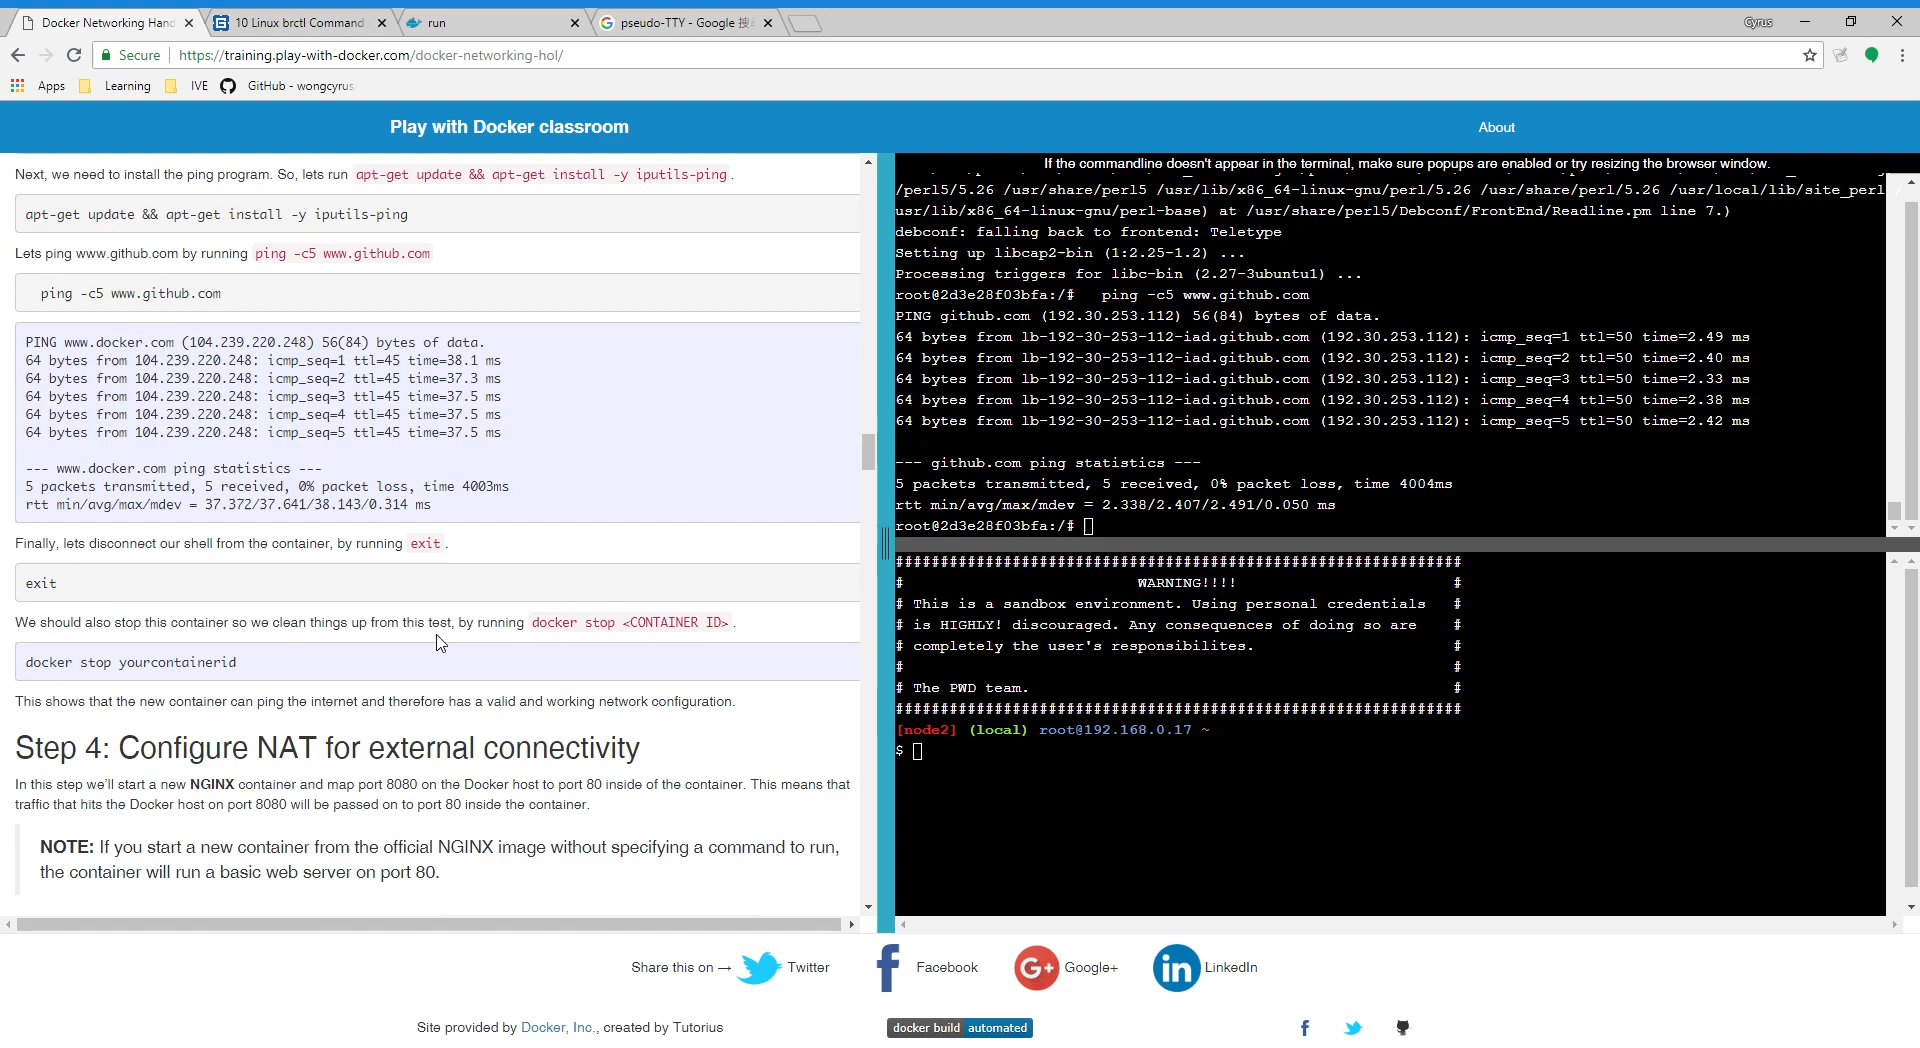 Docker Networking Hand
10 Linux brctl Command
run
pseudo-TTY - Google 搜
Cyrus
Secure
https://training.play-with-docker.com/docker-networking-hol/
Apps
Learning
IVE
GitHub - wongcyrus
Play with Docker classroom
About
Next, we need to install the ping program. So, lets run apt-get update && apt-get install -y iputils-ping .
apt-get update && apt-get install -y iputils-ping
Lets ping www.github.com by running ping -c5 www.github.com
ping -c5 www.github.com
PING www.docker.com (104.239.220.248) 56(84) bytes of data.
64 bytes from 104.239.220.248: icmp_seq=1 ttl=45 time=38.1 ms
64 bytes from 104.239.220.248: icmp_seq=2 ttl=45 time=37.3 ms
64 bytes from 104.239.220.248: icmp_seq=3 ttl=45 time=37.5 ms
64 bytes from 104.239.220.248: icmp_seq=4 ttl=45 time=37.5 ms
64 bytes from 104.239.220.248: icmp_seq=5 ttl=45 time=37.5 ms
--- www.docker.com ping statistics ---
5 packets transmitted, 5 received, 0% packet loss, time 4003ms
rtt min/avg/max/mdev = 37.372/37.641/38.143/0.314 ms
Finally, lets disconnect our shell from the container, by running exit .
exit
We should also stop this container so we clean things up from this test, by running docker stop <CONTAINER ID> .
docker stop yourcontainerid
This shows that the new container can ping the internet and therefore has a valid and working network configuration.
Step 4: Configure NAT for external connectivity
In this step we'll start a new NGINX container and map port 8080 on the Docker host to port 80 inside of the container. This means that
traffic that hits the Docker host on port 8080 will be passed on to port 80 inside the container.
NOTE: If you start a new container from the official NGINX image without specifying a command to run,
the container will run a basic web server on port 80.
If the commandline doesn't appear in the terminal, make sure popups are enabled or try resizing the browser window.
/perl5/5.26 /usr/share/perl5 /usr/lib/x86_64-linux-gnu/perl/5.26 /usr/share/perl/5.26 /usr/local/lib/site_perl /
usr/lib/x86_64-linux-gnu/perl-base) at /usr/share/perl5/Debconf/FrontEnd/Readline.pm line 7.)
debconf: falling back to frontend: Teletype
Setting up libcap2-bin (1:2.25-1.2) ...
Processing triggers for libc-bin (2.27-3ubuntu1) ...
root@2d3e28f03bfa:/# ping -c5 www.github.com
PING github.com (192.30.253.112) 56(84) bytes of data.
64 bytes from lb-192-30-253-112-iad.github.com (192.30.253.112): icmp_seq=1 ttl=50 time=2.49 ms
64 bytes from lb-192-30-253-112-iad.github.com (192.30.253.112): icmp_seq=2 ttl=50 time=2.40 ms
64 bytes from lb-192-30-253-112-iad.github.com (192.30.253.112): icmp_seq=3 ttl=50 time=2.33 ms
64 bytes from lb-192-30-253-112-iad.github.com (192.30.253.112): icmp_seq=4 ttl=50 time=2.38 ms
64 bytes from lb-192-30-253-112-iad.github.com (192.30.253.112): icmp_seq=5 ttl=50 time=2.42 ms
--- github.com ping statistics ---
5 packets transmitted, 5 received, 0% packet loss, time 4004ms
rtt min/avg/max/mdev = 2.338/2.407/2.491/0.050 ms
root@2d3e28f03bfa:/#
###############################################################
# WARNING!!!! #
# This is a sandbox environment. Using personal credentials #
# is HIGHLY! discouraged. Any consequences of doing so are #
# completely the user's responsibilites. #
# #
# The PWD team. #
###############################################################
[node2] (local) root@192.168.0.17 ~
$
Share this on →
Twitter
Facebook
Google+
LinkedIn
Site provided by Docker, Inc., created by Tutorius
docker build automated